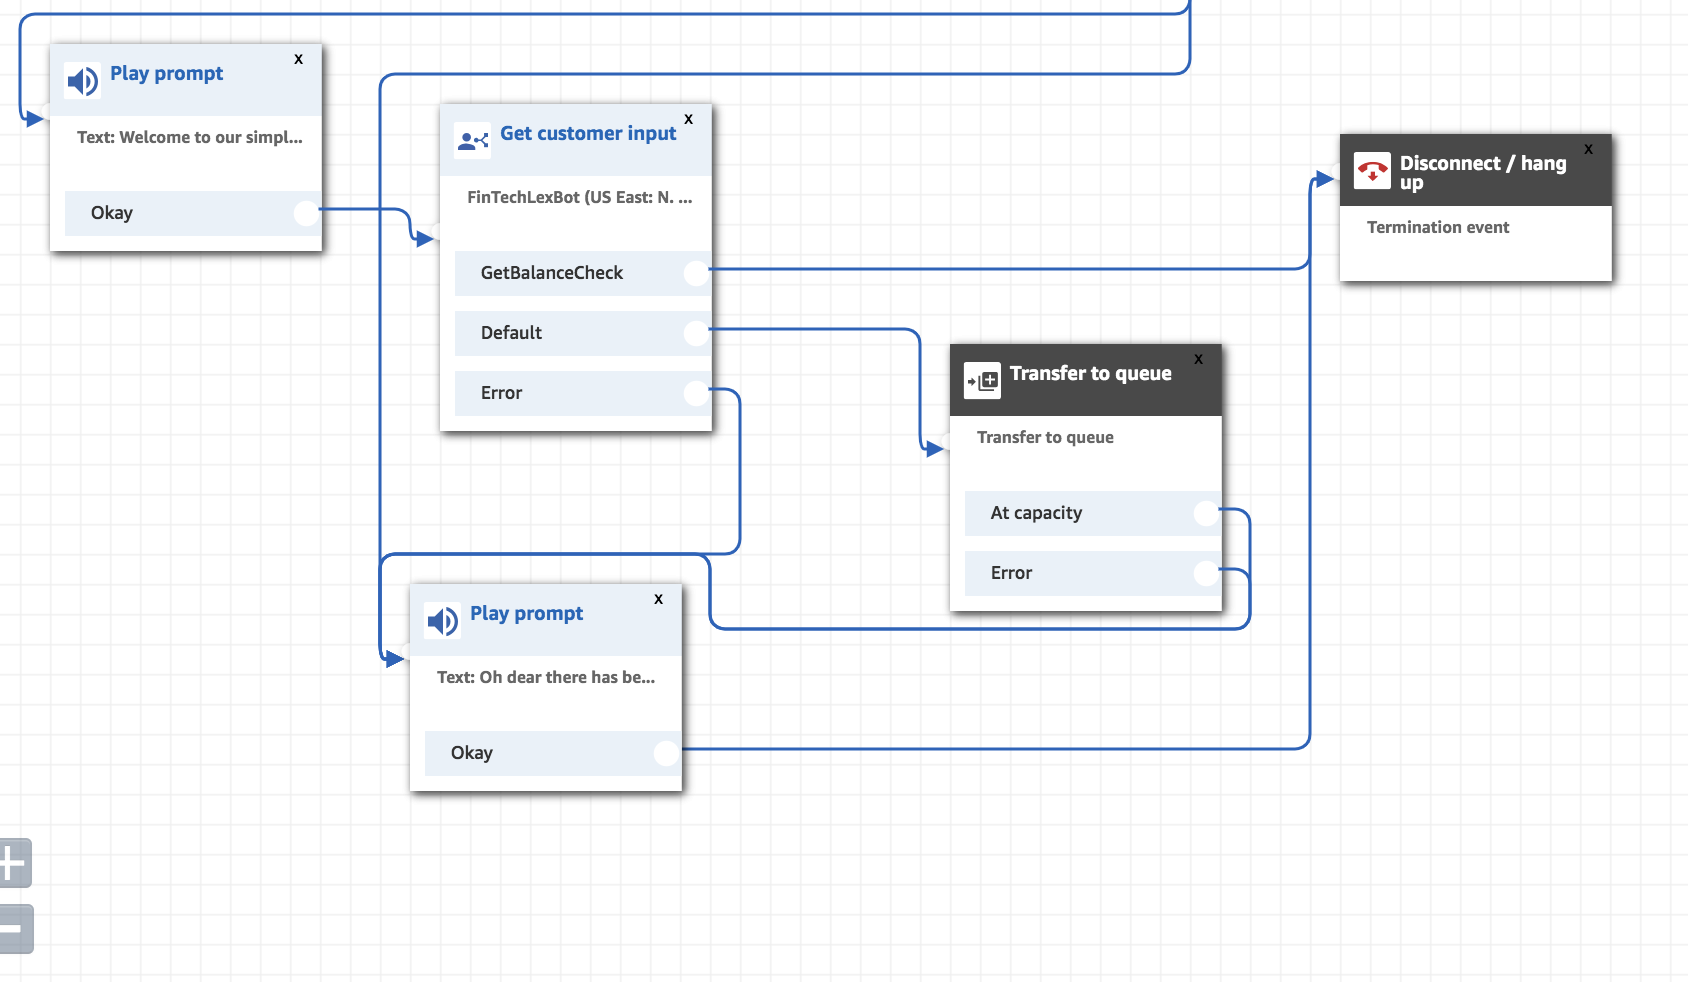 x
Play prompt
Text: Welcome to our simpl...
Okay
x
Get customer input
FinTechLexBot (US East: N. ...
GetBalanceCheck
Default
Error
x
Disconnect / hang
up
Termination event
x
Transfer to queue
Transfer to queue
At capacity
Error
x
Play prompt
Text: Oh dear there has be...
Okay